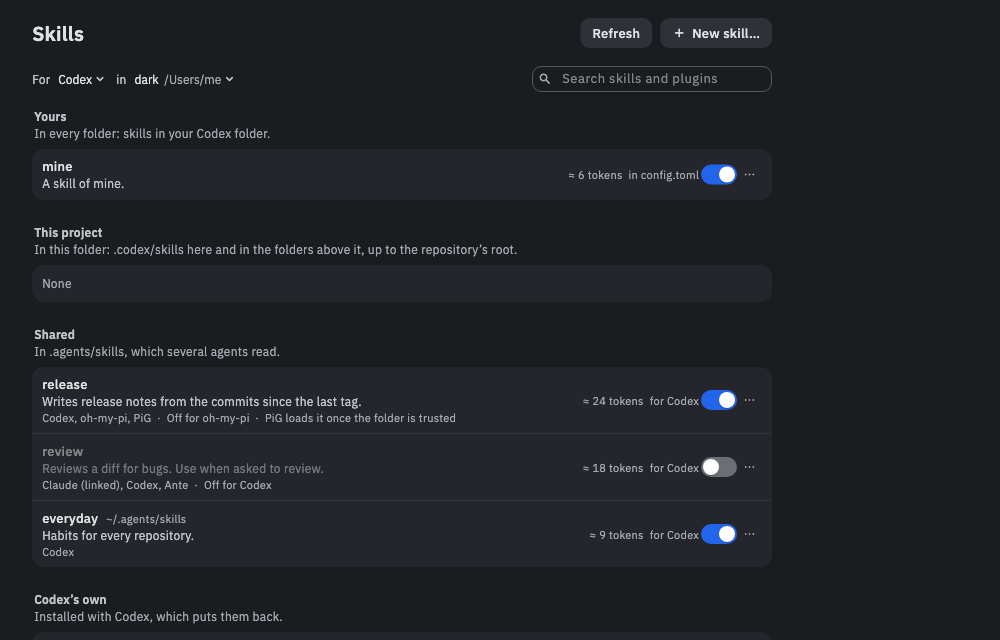 Skills
Refresh
+ New skill...
For Codex in dark /Users/me
Search skills and plugins
Yours
In every folder: skills in your Codex folder.
mine
A skill of mine.
≈ 6 tokens in config.toml
This project
In this folder: .codex/skills here and in the folders above it, up to the repository’s root.
None
Shared
In .agents/skills, which several agents read.
release
Writes release notes from the commits since the last tag.
Codex, oh-my-pi, PiG · Off for oh-my-pi · PiG loads it once the folder is trusted
≈ 24 tokens for Codex
review
Reviews a diff for bugs. Use when asked to review.
Claude (linked), Codex, Ante · Off for Codex
≈ 18 tokens for Codex
everyday ~/.agents/skills
Habits for every repository.
Codex
≈ 9 tokens for Codex
Codex’s own
Installed with Codex, which puts them back.